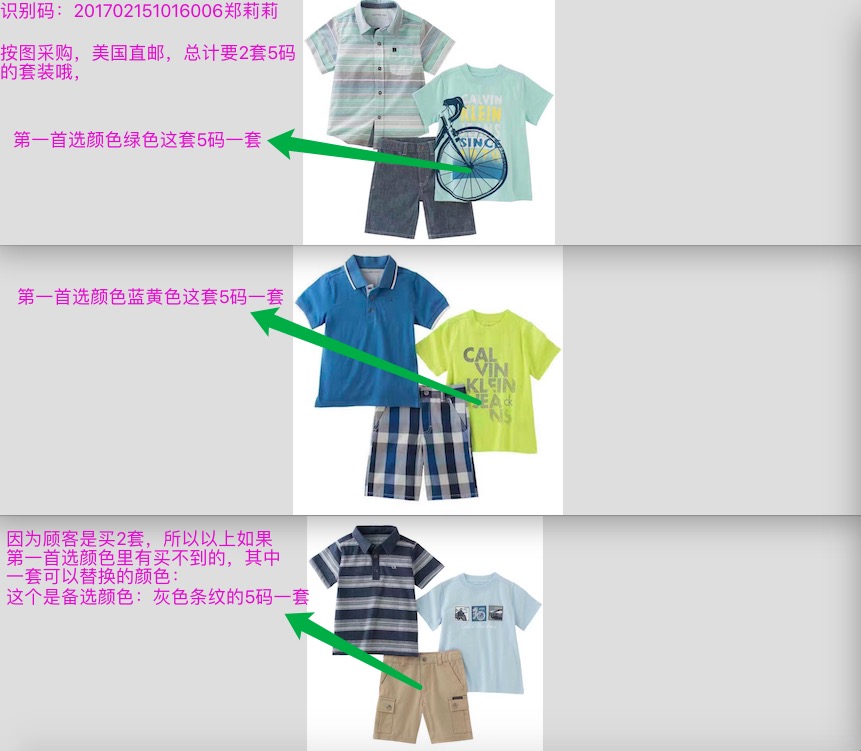 识别码：201702151016006郑莉莉
按图采购，美国直邮，总计要2套5码
的套装哦，
第一首选颜色绿色这套5码一套
CALVIN
KLEIN
JEANS
SINCE
第一首选颜色蓝黄色这套5码一套
CAL
VIN
KLEIN
JEA ck
NS
因为顾客是买2套，所以以上如果
第一首选颜色里有买不到的，其中
一套可以替换的颜色：
这个是备选颜色：灰色条纹的5码一套